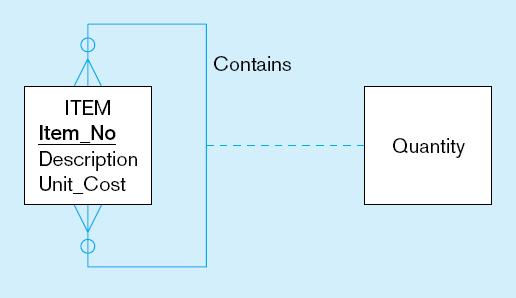 Contains
ITEM
Item_No
Description
Unit_Cost
Quantity